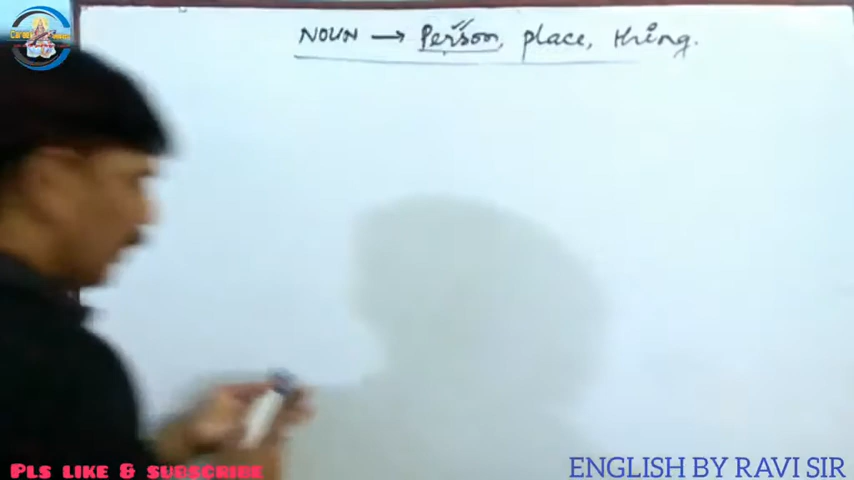 NOUN → Person, place, thing.
PLS LIKE & SUBSCRIBE
ENGLISH BY RAVI SIR